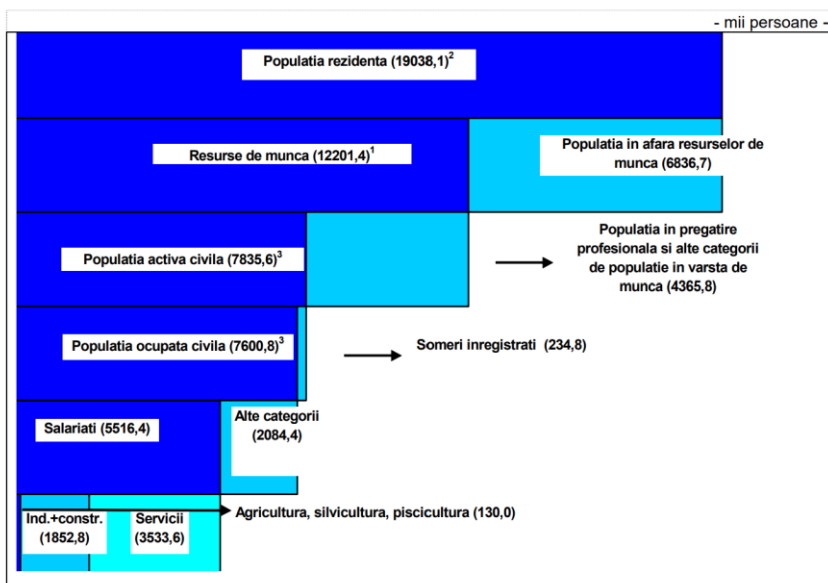 - mii persoane -
Populatia rezidenta (19038,1)²
Resurse de munca (12201,4)¹
Populatia in afara resurselor de
munca (6836,7)
Populatia activa civila (7835,6)³
Populatia in pregatire
profesionala si alte categorii
de populatie in varsta de
munca (4365,8)
Populatia ocupata civila (7600,8)³
Someri inregistrati (234,8)
Salariati (5516,4)
Alte categorii
(2084,4)
Ind.+constr.
(1852,8)
Servicii
(3533,6)
Agricultura, silvicultura, piscicultura (130,0)